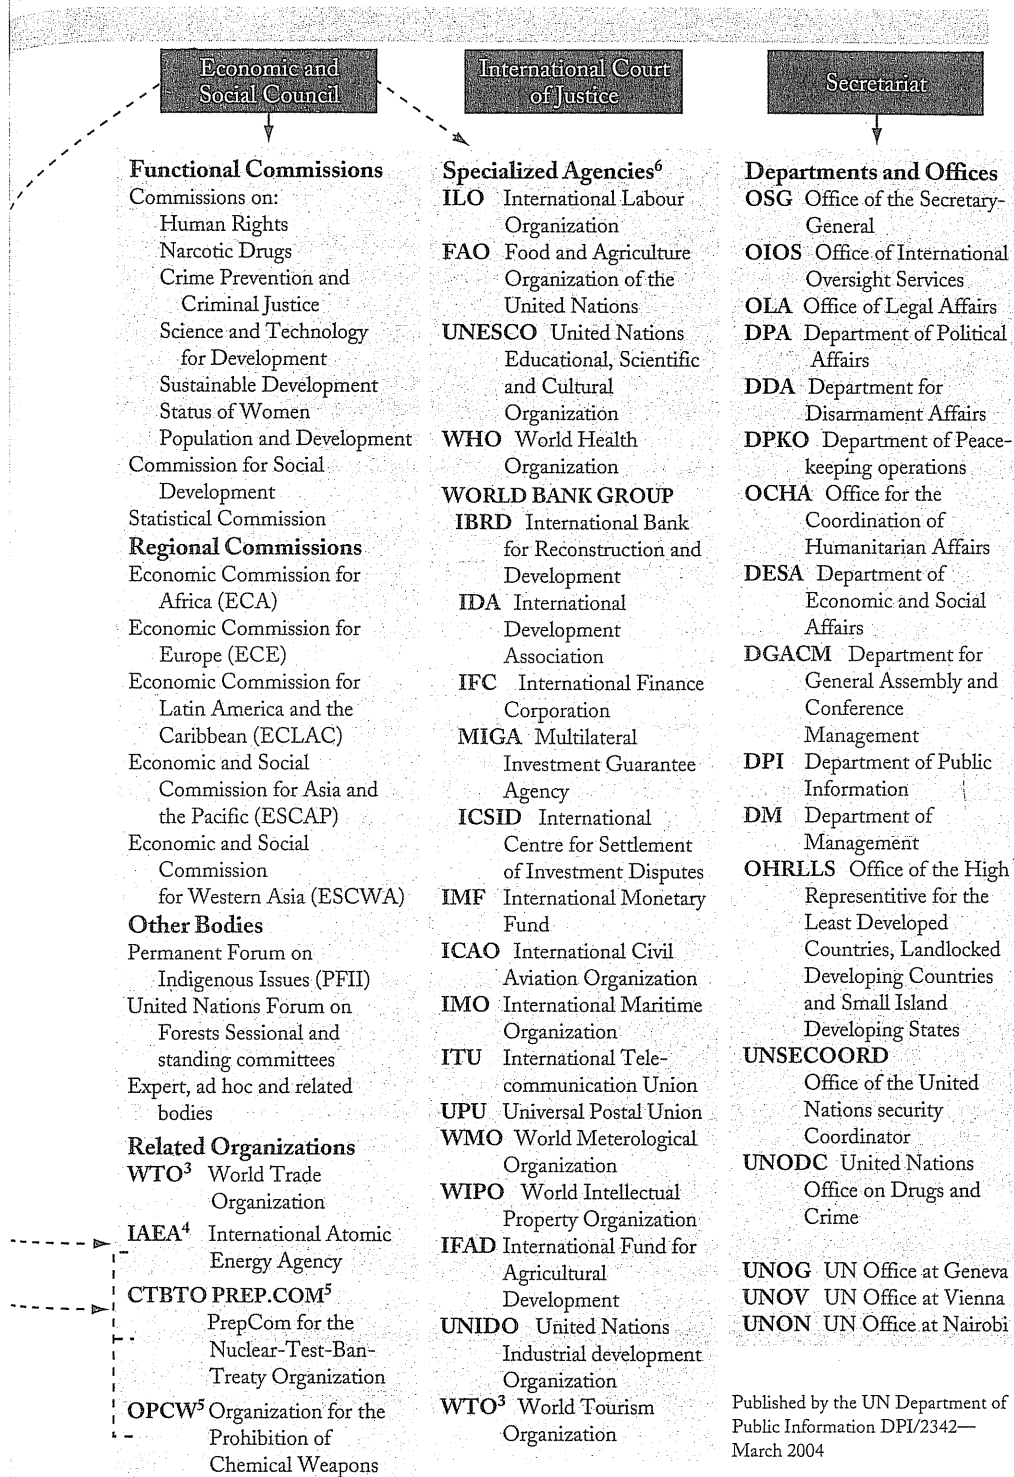 Economic and
Social Council
Functional Commissions
Commissions on:
Human Rights
Narcotic Drugs
Crime Prevention and
Criminal Justice
Science and Technology
for Development
Sustainable Development
Status of Women
Population and Development
Commission for Social
Development
Statistical Commission
Regional Commissions
Economic Commission for
Africa (ECA)
Economic Commission for
Europe (ECE)
Economic Commission for
Latin America and the
Caribbean (ECLAC)
Economic and Social
Commission for Asia and
the Pacific (ESCAP)
Economic and Social
Commission
for Western Asia (ESCWA)
Other Bodies
Permanent Forum on
Indigenous Issues (PFII)
United Nations Forum on
Forests Sessional and
standing committees
Expert, ad hoc and related
bodies
Related Organizations
WTO³ World Trade
Organization
IAEA⁴ International Atomic
Energy Agency
CTBTO PREP.COM⁵
PrepCom for the
Nuclear-Test-Ban-
Treaty Organization
OPCW⁵ Organization for the
Prohibition of
Chemical Weapons
International Court
of Justice
Specialized Agencies⁶
ILO International Labour
Organization
FAO Food and Agriculture
Organization of the
United Nations
UNESCO United Nations
Educational, Scientific
and Cultural
Organization
WHO World Health
Organization
WORLD BANK GROUP
IBRD International Bank
for Reconstruction and
Development
IDA International
Development
Association
IFC International Finance
Corporation
MIGA Multilateral
Investment Guarantee
Agency
ICSID International
Centre for Settlement
of Investment Disputes
IMF International Monetary
Fund
ICAO International Civil
Aviation Organization
IMO International Maritime
Organization
ITU International Tele-
communication Union
UPU Universal Postal Union
WMO World Meterological
Organization
WIPO World Intellectual
Property Organization
IFAD International Fund for
Agricultural
Development
UNIDO United Nations
Industrial development
Organization
WTO³ World Tourism
Organization
Secretariat
Departments and Offices
OSG Office of the Secretary-
General
OIOS Office of International
Oversight Services
OLA Office of Legal Affairs
DPA Department of Political
Affairs
DDA Department for
Disarmament Affairs
DPKO Department of Peace-
keeping operations
OCHA Office for the
Coordination of
Humanitarian Affairs
DESA Department of
Economic and Social
Affairs
DGACM Department for
General Assembly and
Conference
Management
DPI Department of Public
Information
DM Department of
Management
OHRLLS Office of the High
Representitive for the
Least Developed
Countries, Landlocked
Developing Countries
and Small Island
Developing States
UNSECOORD
Office of the United
Nations security
Coordinator
UNODC United Nations
Office on Drugs and
Crime
UNOG UN Office at Geneva
UNOV UN Office at Vienna
UNON UN Office at Nairobi
Published by the UN Department of
Public Information DPI/2342—
March 2004